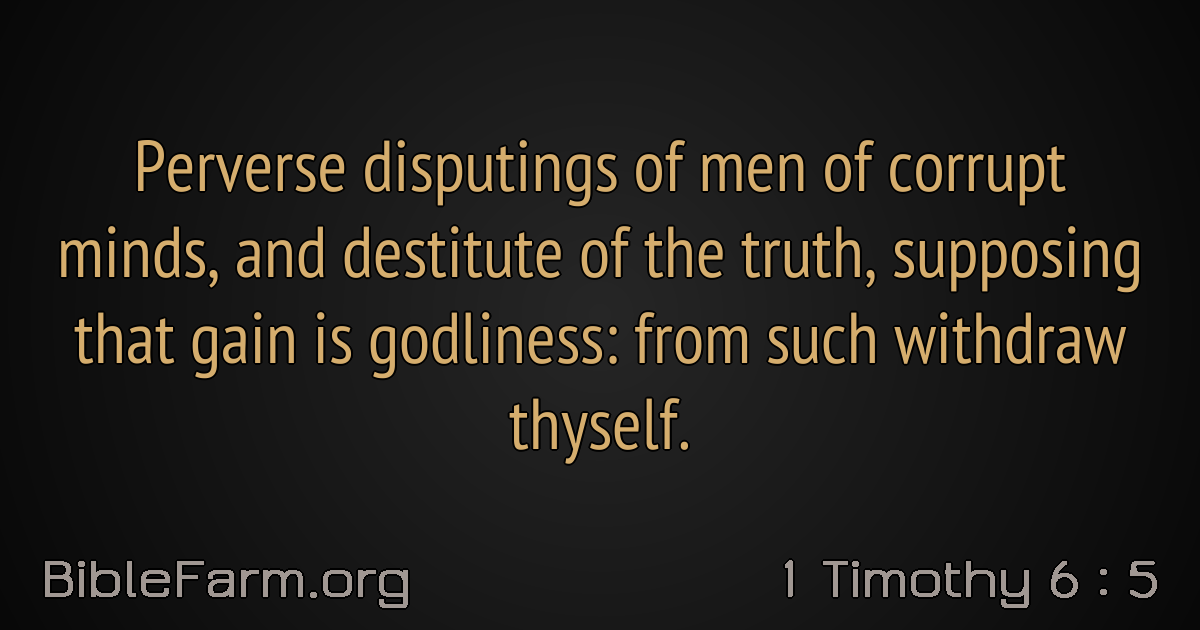 Perverse disputings of men of corrupt
minds, and destitute of the truth, supposing
that gain is godliness: from such withdraw
thyself.
BibleFarm.org
1 Timothy 6 : 5